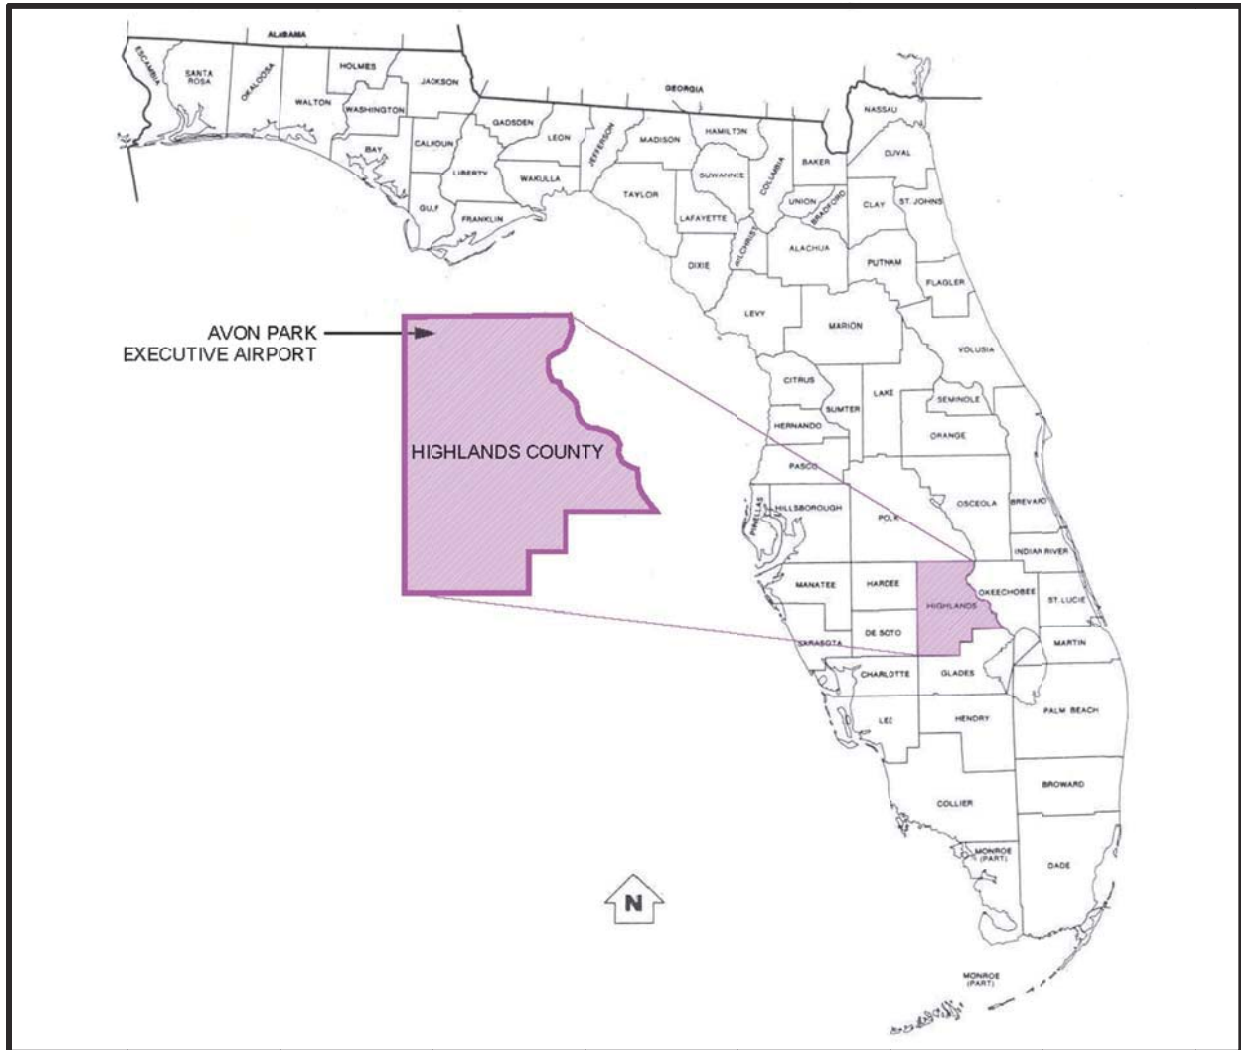 ALABAMA
ESCAMBIA
SANTA
ROSA
OKALOOSA
WALTON
HOLMES
WASHINGTON
JACKSON
BAY
CALHOUN
GULF
LIBERTY
GADSDEN
FRANKLIN
LEON
WAKULLA
JEFFERSON
GEORGIA
MADISON
TAYLOR
HAMILTON
SUWANNEE
LAFAYETTE
DIXIE
COLUMBIA
GILCHRIST
BAKER
UNION
BRADFORD
ALACHUA
NASSAU
DUVAL
CLAY
ST. JOHNS
PUTNAM
FLAGLER
LEVY
MARION
VOLUSIA
AVON PARK
EXECUTIVE AIRPORT
HIGHLANDS COUNTY
CITRUS
SUMTER
LAKE
SEMINOLE
HERNANDO
ORANGE
PASCO
PINELLAS
HILLSBOROUGH
POLK
OSCEOLA
BREVARD
INDIAN RIVER
MANATEE
HARDEE
HIGHLANDS
OKEECHOBEE
ST. LUCIE
SARASOTA
DE SOTO
MARTIN
CHARLOTTE
GLADES
LEE
HENDRY
PALM BEACH
COLLIER
BROWARD
MONROE
(PART)
DADE
N
MONROE
(PART)